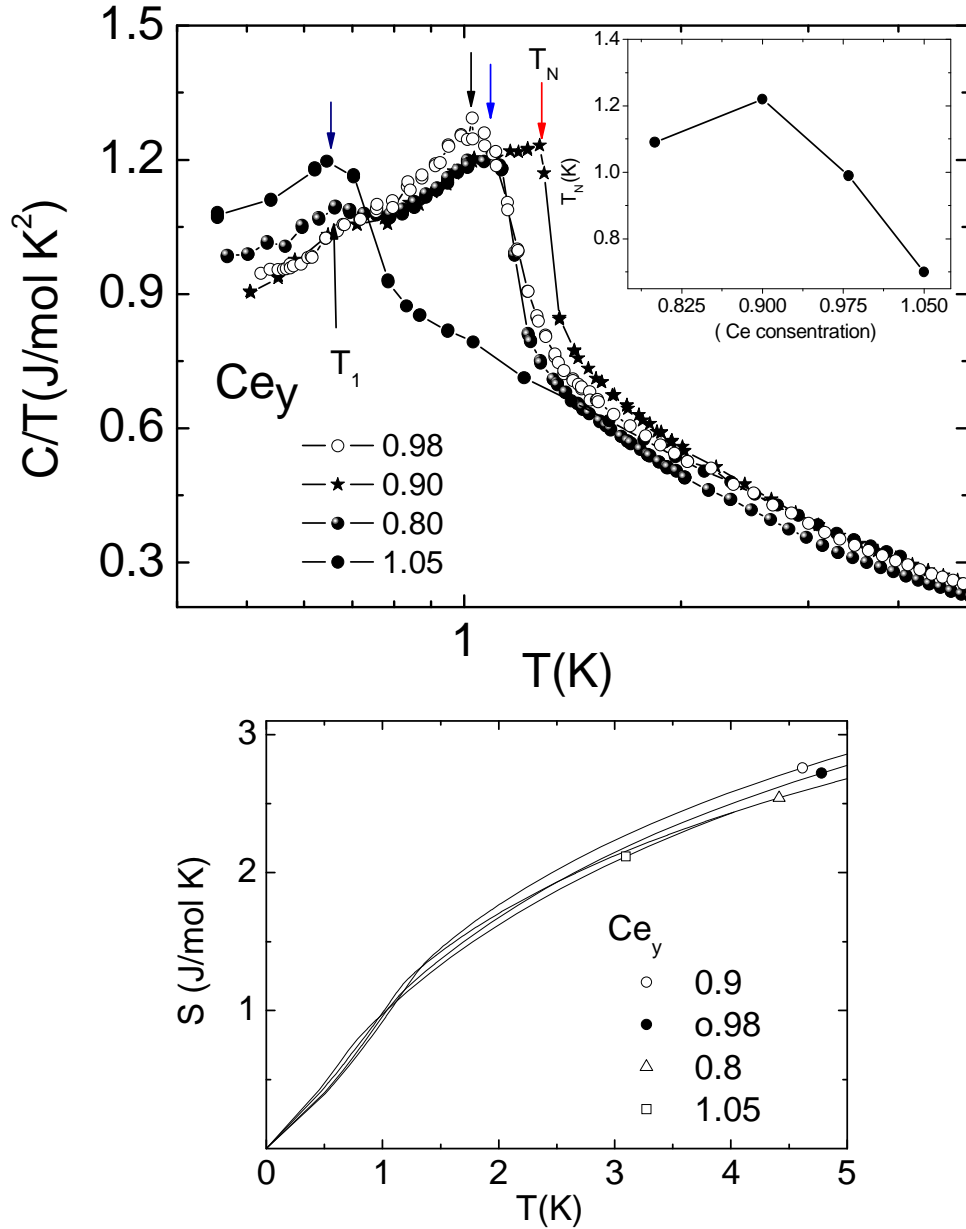 1.5
1.2
0.9
0.6
0.3
C/T(J/mol K²)
T_N
T_1
Ce_y
0.98
0.90
0.80
1.05
1
T(K)
1.4
1.2
1.0
0.8
T_N(K)
0.825 0.900 0.975 1.050
( Ce consentration)
3
2
1
S (J/mol K)
Ce_y
0.9
o.98
0.8
1.05
0 1 2 3 4 5
T(K)